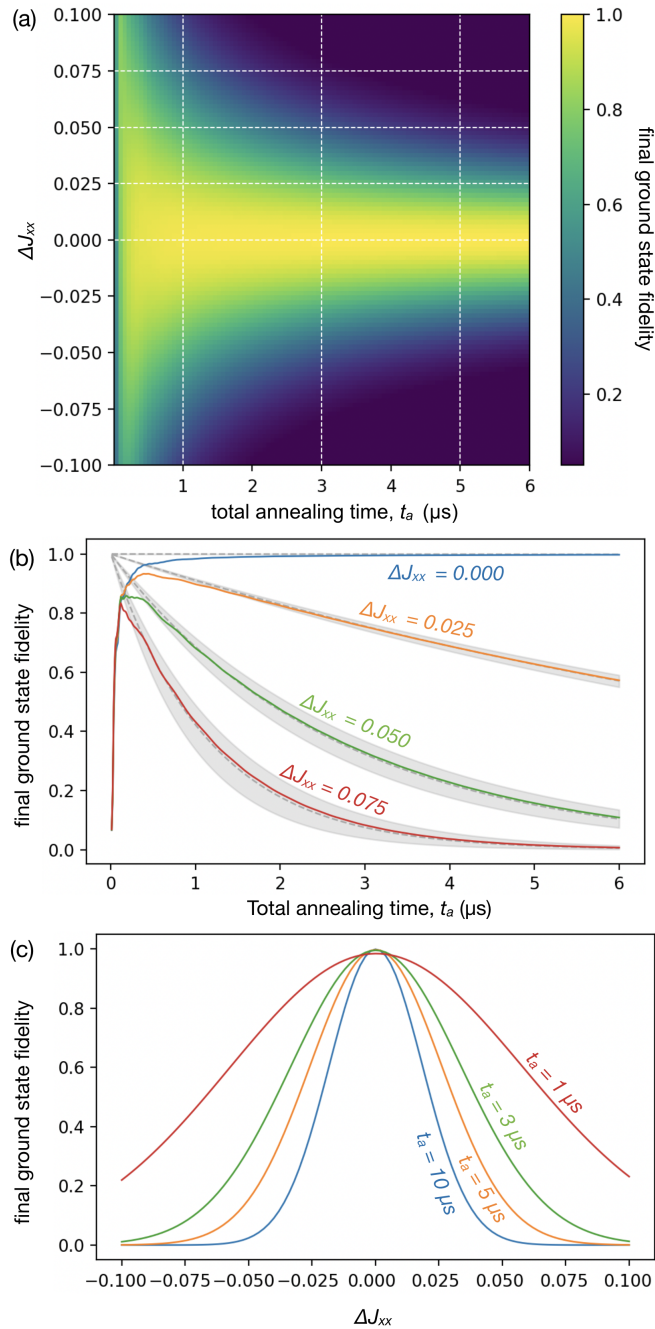 (a)
0.100
0.075
0.050
0.025
0.000
−0.025
−0.050
−0.075
−0.100
ΔJxx
1 2 3 4 5 6
total annealing time, ta (μs)
1.0
0.8
0.6
0.4
0.2
final ground state fidelity
(b)
1.0
0.8
0.6
0.4
0.2
0.0
final ground state fidelity
ΔJxx = 0.000
ΔJxx = 0.025
ΔJxx = 0.050
ΔJxx = 0.075
0 1 2 3 4 5 6
Total annealing time, ta (μs)
(c)
1.0
0.8
0.6
0.4
0.2
0.0
final ground state fidelity
ta = 1 μs
ta = 3 μs
ta = 5 μs
ta = 10 μs
−0.100 −0.075 −0.050 −0.025 0.000 0.025 0.050 0.075 0.100
ΔJxx